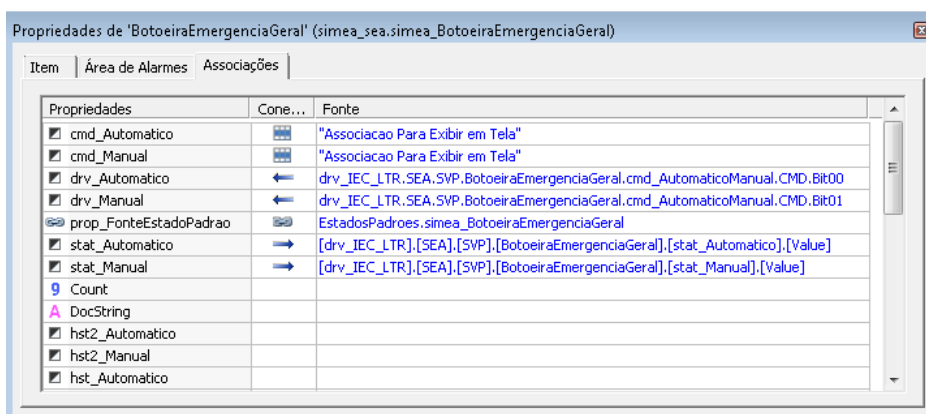 Propriedades de 'BotoeiraEmergenciaGeral' (simea_sea.simea_BotoeiraEmergenciaGeral)
Item Área de Alarmes Associações
Propriedades Cone... Fonte
cmd_Automatico "Associacao Para Exibir em Tela"
cmd_Manual "Associacao Para Exibir em Tela"
drv_Automatico drv_IEC_LTR.SEA.SVP.BotoeiraEmergenciaGeral.cmd_AutomaticoManual.CMD.Bit00
drv_Manual drv_IEC_LTR.SEA.SVP.BotoeiraEmergenciaGeral.cmd_AutomaticoManual.CMD.Bit01
prop_FonteEstadoPadrao EstadosPadroes.simea_BotoeiraEmergenciaGeral
stat_Automatico [drv_IEC_LTR].[SEA].[SVP].[BotoeiraEmergenciaGeral].[stat_Automatico].[Value]
stat_Manual [drv_IEC_LTR].[SEA].[SVP].[BotoeiraEmergenciaGeral].[stat_Manual].[Value]
9 Count
A DocString
hst2_Automatico
hst2_Manual
hst_Automatico